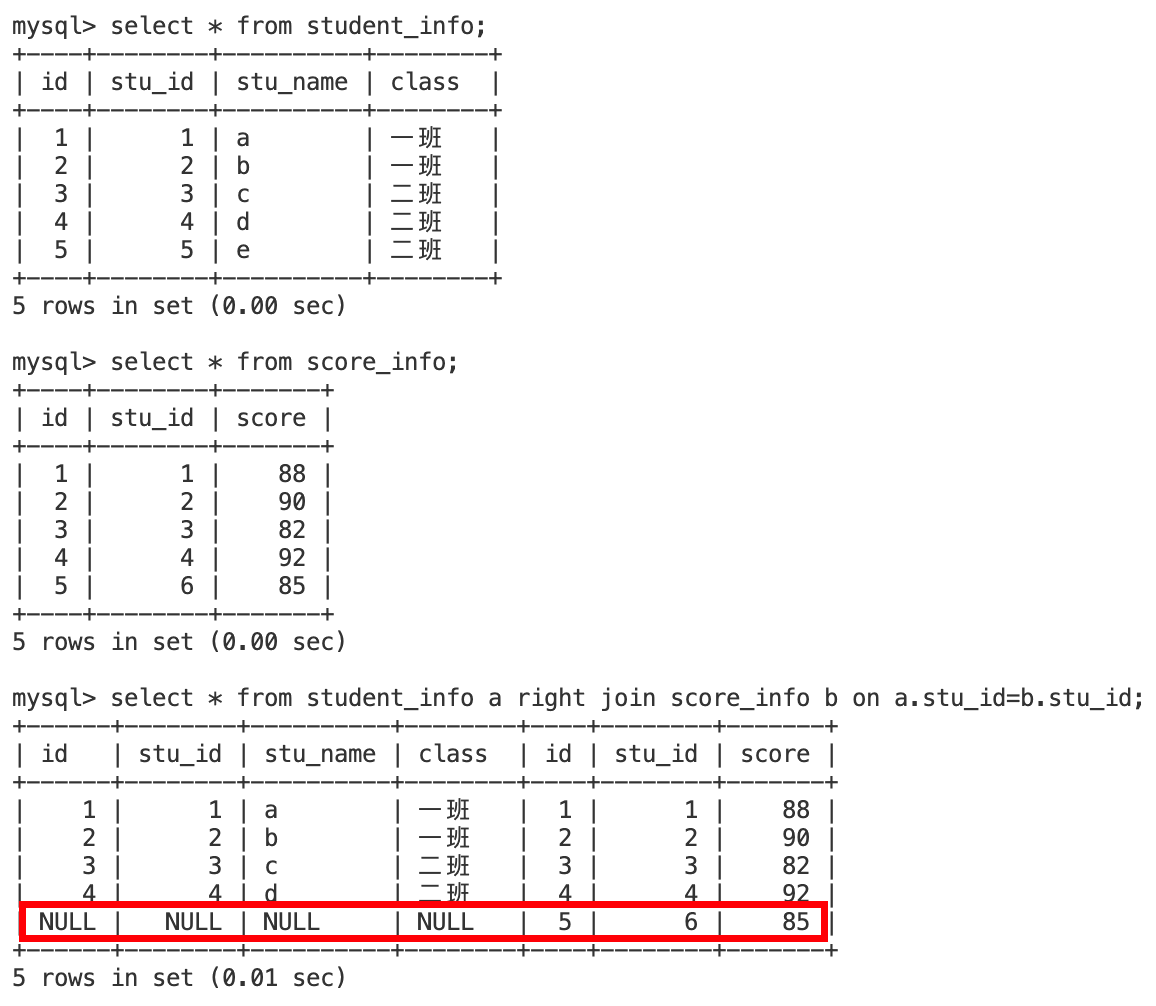 mysql> select * from student_info;
+----+--------+----------+--------+
| id | stu_id | stu_name | class  |
+----+--------+----------+--------+
|  1 |      1 | a        | 一班   |
|  2 |      2 | b        | 一班   |
|  3 |      3 | c        | 二班   |
|  4 |      4 | d        | 二班   |
|  5 |      5 | e        | 二班   |
+----+--------+----------+--------+
5 rows in set (0.00 sec)
mysql> select * from score_info;
+----+--------+-------+
| id | stu_id | score |
+----+--------+-------+
|  1 |      1 |    88 |
|  2 |      2 |    90 |
|  3 |      3 |    82 |
|  4 |      4 |    92 |
|  5 |      6 |    85 |
+----+--------+-------+
5 rows in set (0.00 sec)
mysql> select * from student_info a right join score_info b on a.stu_id=b.stu_id;
+------+--------+----------+--------+----+--------+-------+
| id   | stu_id | stu_name | class  | id | stu_id | score |
+------+--------+----------+--------+----+--------+-------+
|    1 |      1 | a        | 一班   |  1 |      1 |    88 |
|    2 |      2 | b        | 一班   |  2 |      2 |    90 |
|    3 |      3 | c        | 二班   |  3 |      3 |    82 |
|    4 |      4 | d        | 二班   |  4 |      4 |    92 |
| NULL |   NULL | NULL     | NULL   |  5 |      6 |    85 |
+------+--------+----------+--------+----+--------+-------+
5 rows in set (0.01 sec)